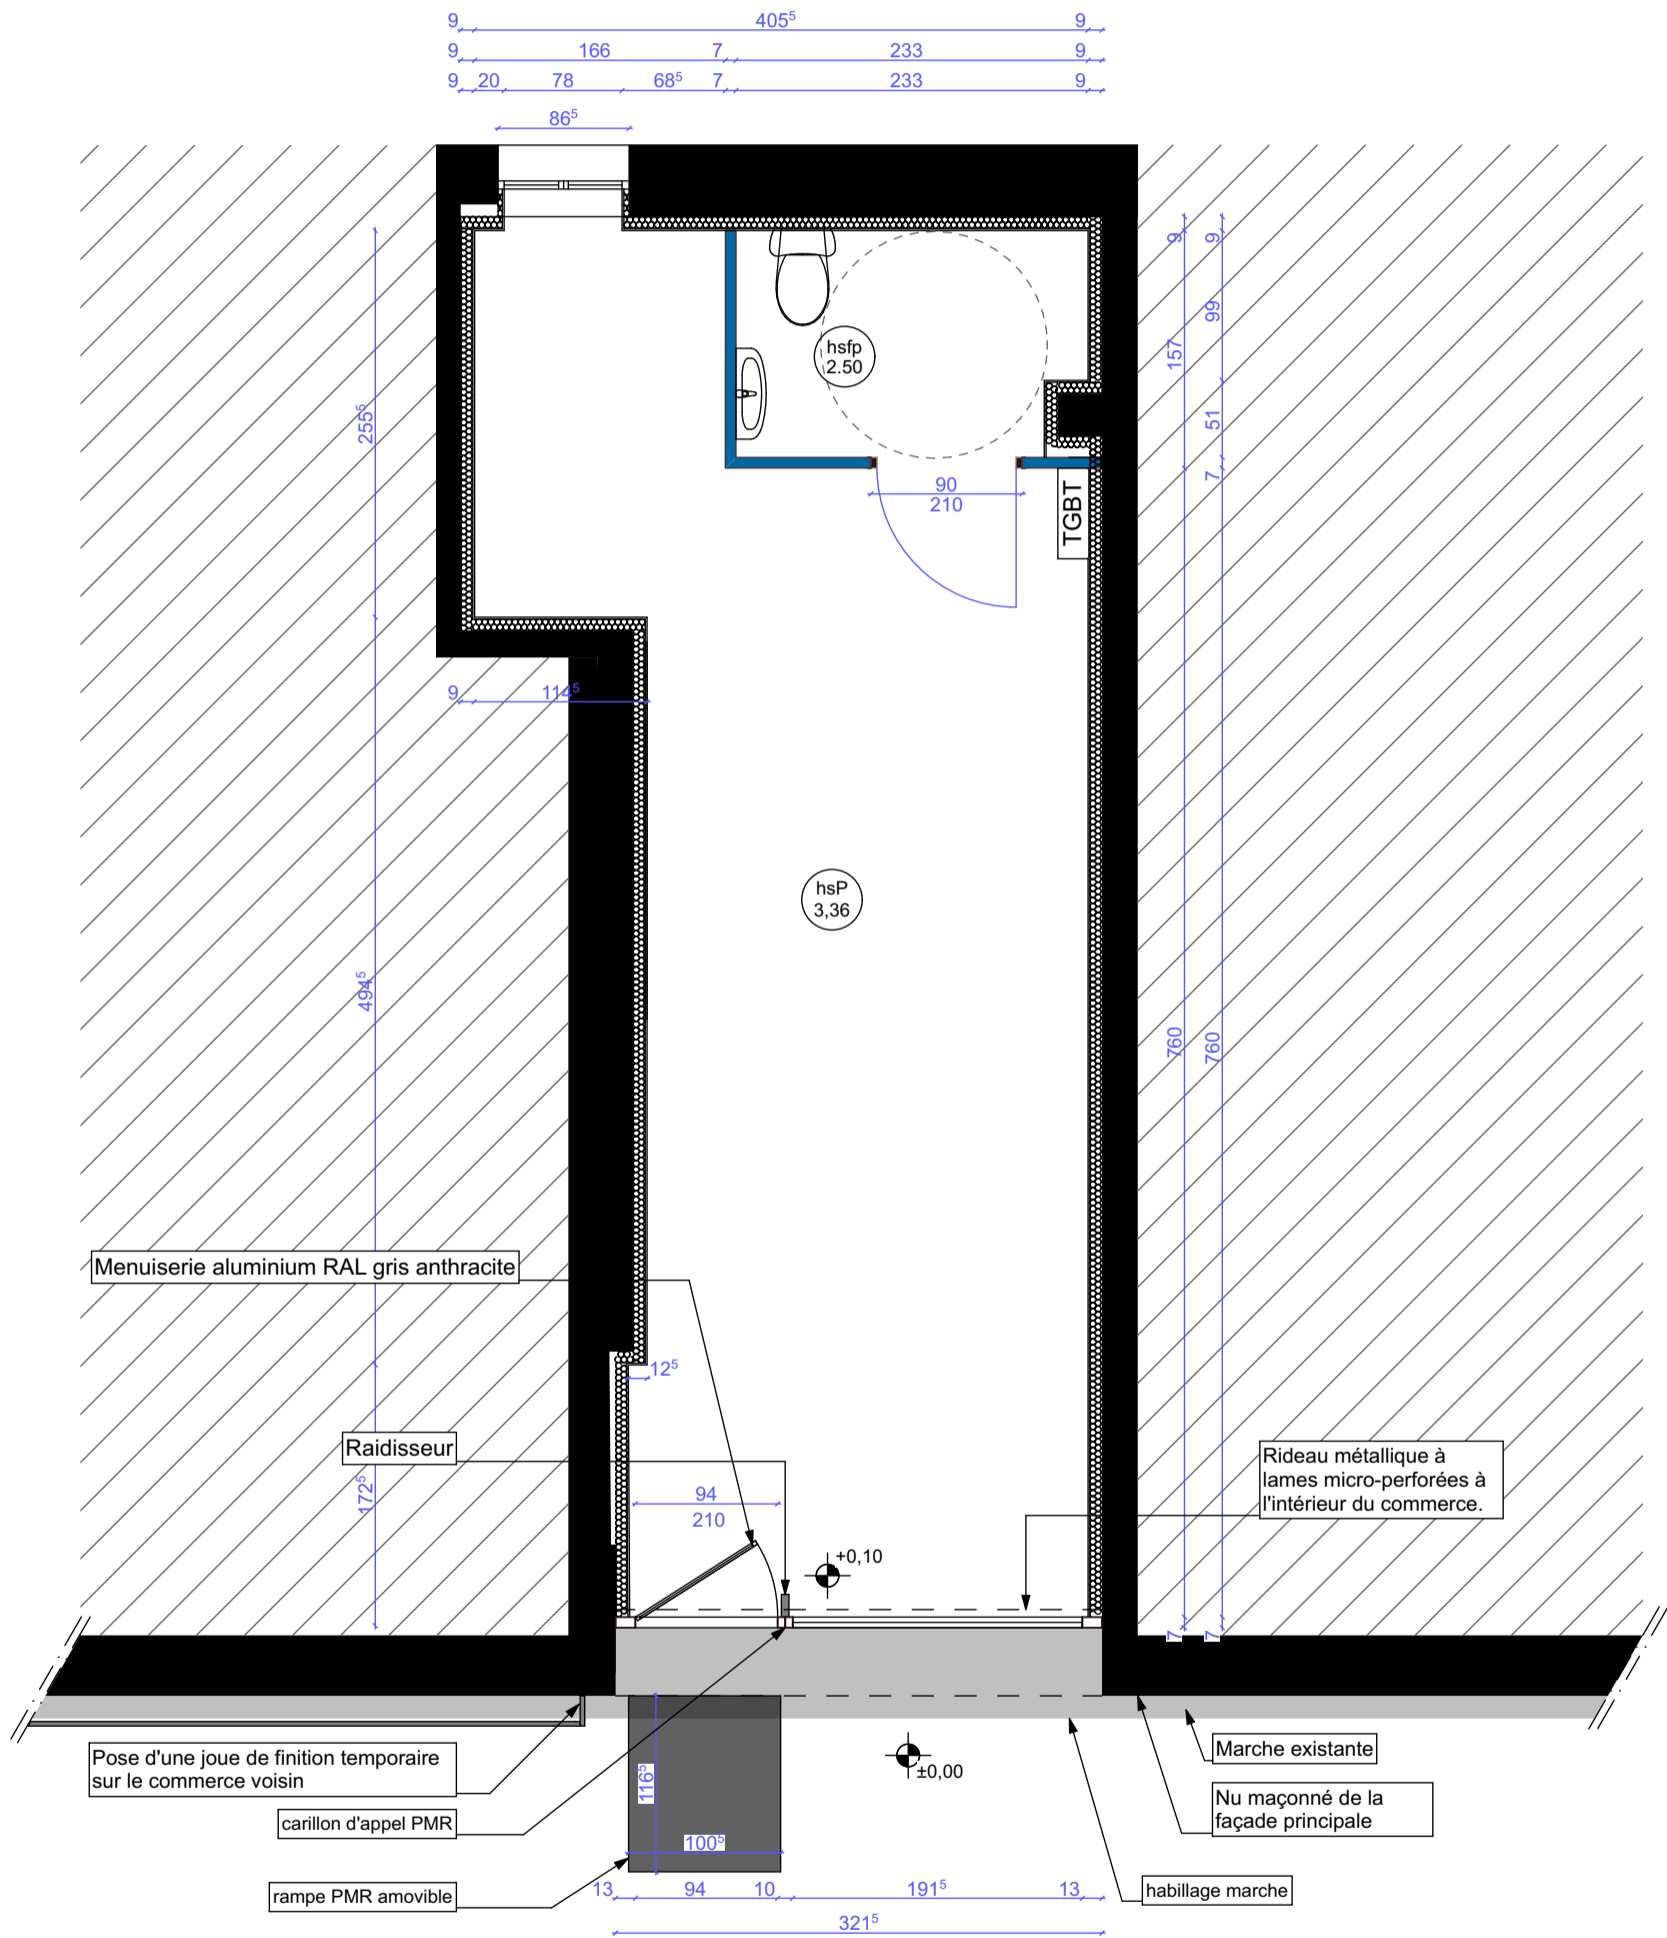 9 405⁵ 9
9 166 7 233 9
9 20 78 68⁵ 7 233 9
86⁵
9 9
99
157
51
7
hsfp
2.50
255⁵
90
210
TGBT
9 114⁵
hsP
3,36
494⁵
760 760
Menuiserie aluminium RAL gris anthracite
12⁵
Raidisseur
172⁵
94
210
Rideau métallique à
lames micro-perforées à
l'intérieur du commerce.
+0,10
7 7
Pose d'une joue de finition temporaire
sur le commerce voisin
±0,00
Marche existante
116⁵
Nu maçonné de la
façade principale
carillon d'appel PMR
100⁵
rampe PMR amovible
habillage marche
13 94 10 191⁵ 13
321⁵